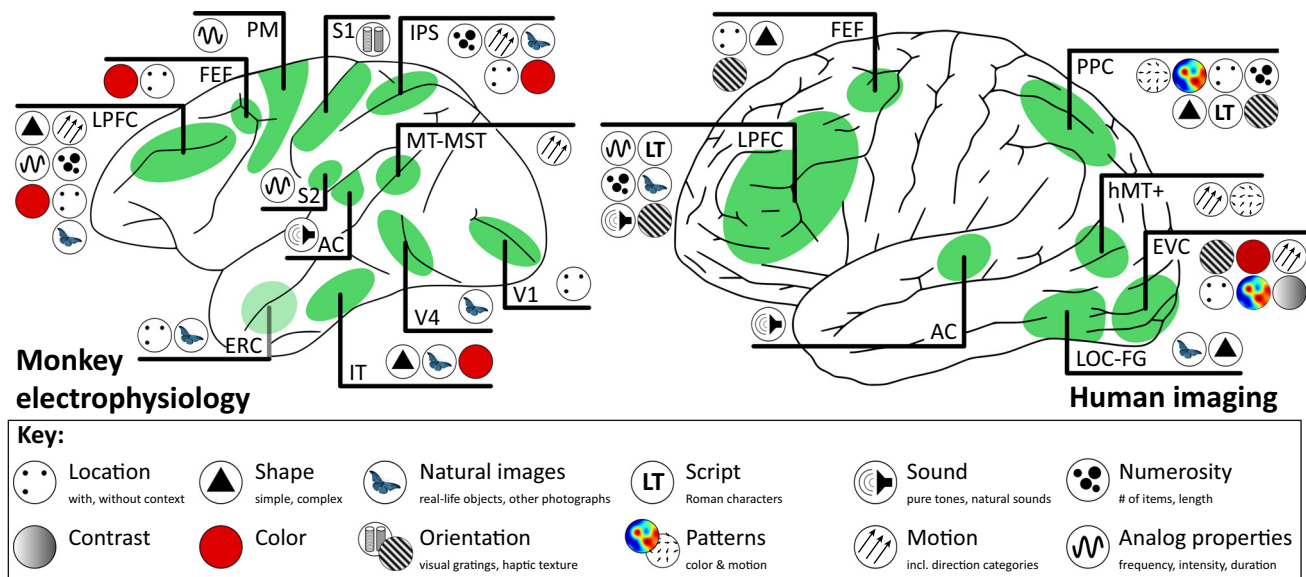 PM
S1
IPS
FEF
LPFC
MT-MST
S2
AC
V1
V4
ERC
IT
Monkey
electrophysiology
FEF
PPC
LT
LPFC
LT
hMT+
EVC
AC
LOC-FG
Human imaging
Key:
Location
with, without context
Shape
simple, complex
Natural images
real-life objects, other photographs
LT
Script
Roman characters
Sound
pure tones, natural sounds
Numerosity
# of items, length
Contrast
Color
Orientation
visual gratings, haptic texture
Patterns
color & motion
Motion
incl. direction categories
Analog properties
frequency, intensity, duration